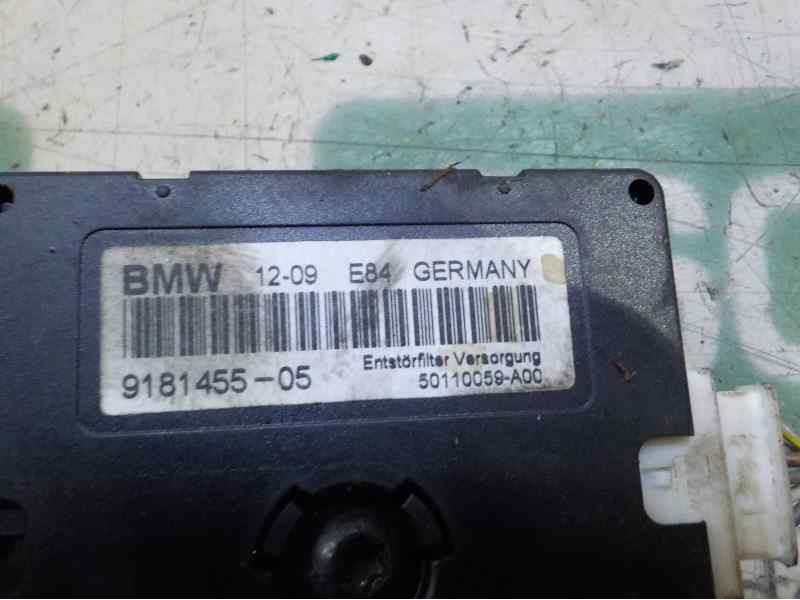 BMW 12-09 E84 GERMANY
Entstörfilter Versorgung
9181455-05 50110059-A00